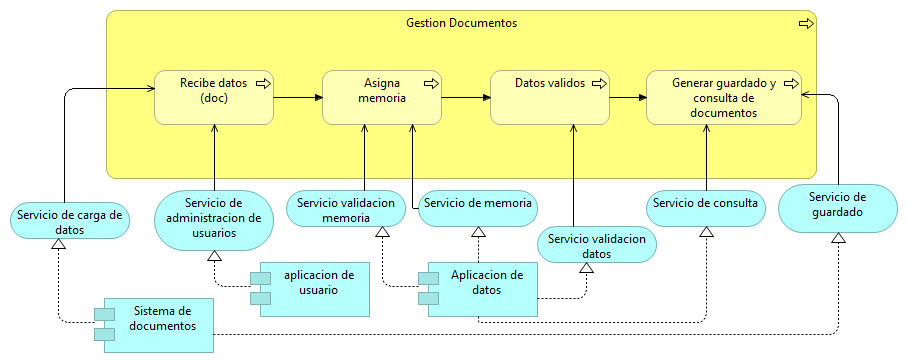 Gestion Documentos
Recibe datos
(doc)
Asigna
memoria
Datos validos
Generar guardado y
consulta de
documentos
Servicio de carga de
datos
Servicio de
administracion de
usuarios
Servicio validacion
memoria
Servicio de memoria
Servicio validacion
datos
Servicio de consulta
Servicio de
guardado
aplicacion de
usuario
Aplicacion de
datos
Sistema de
documentos